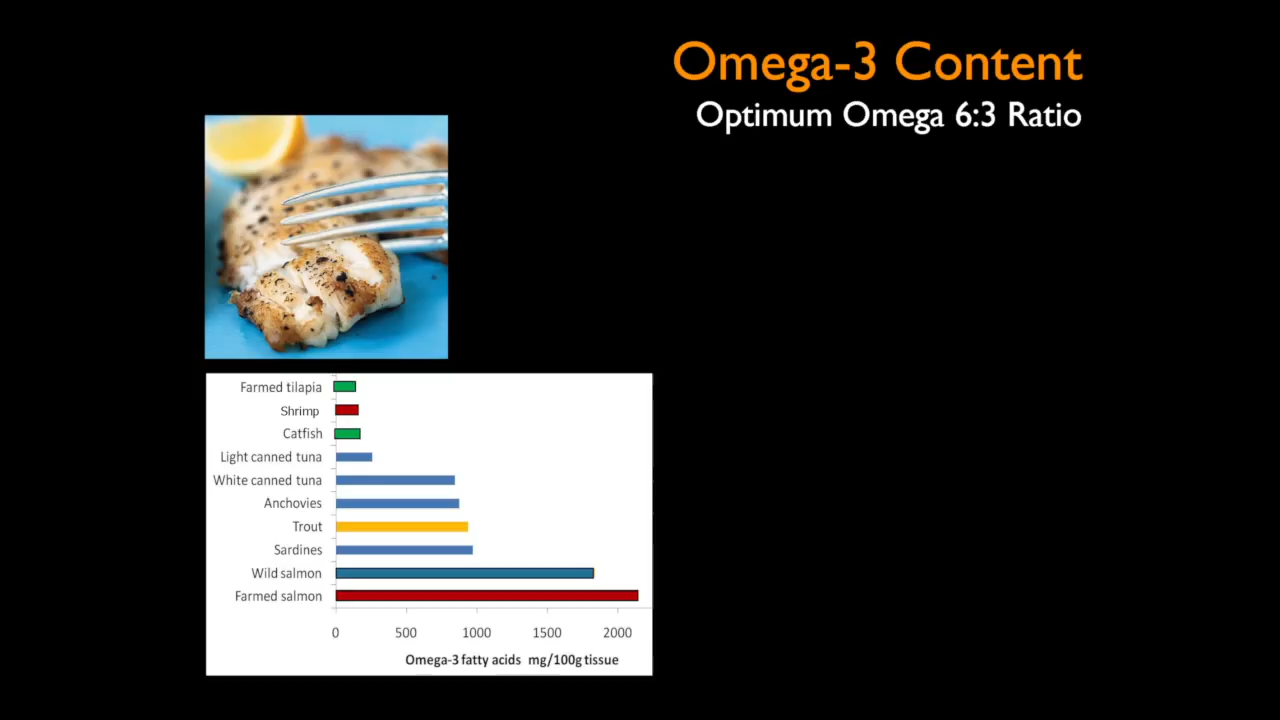 Omega-3 Content
Optimum Omega 6:3 Ratio
Farmed tilapia
Shrimp
Catfish
Light canned tuna
White canned tuna
Anchovies
Trout
Sardines
Wild salmon
Farmed salmon
0 500 1000 1500 2000
Omega-3 fatty acids mg/100g tissue